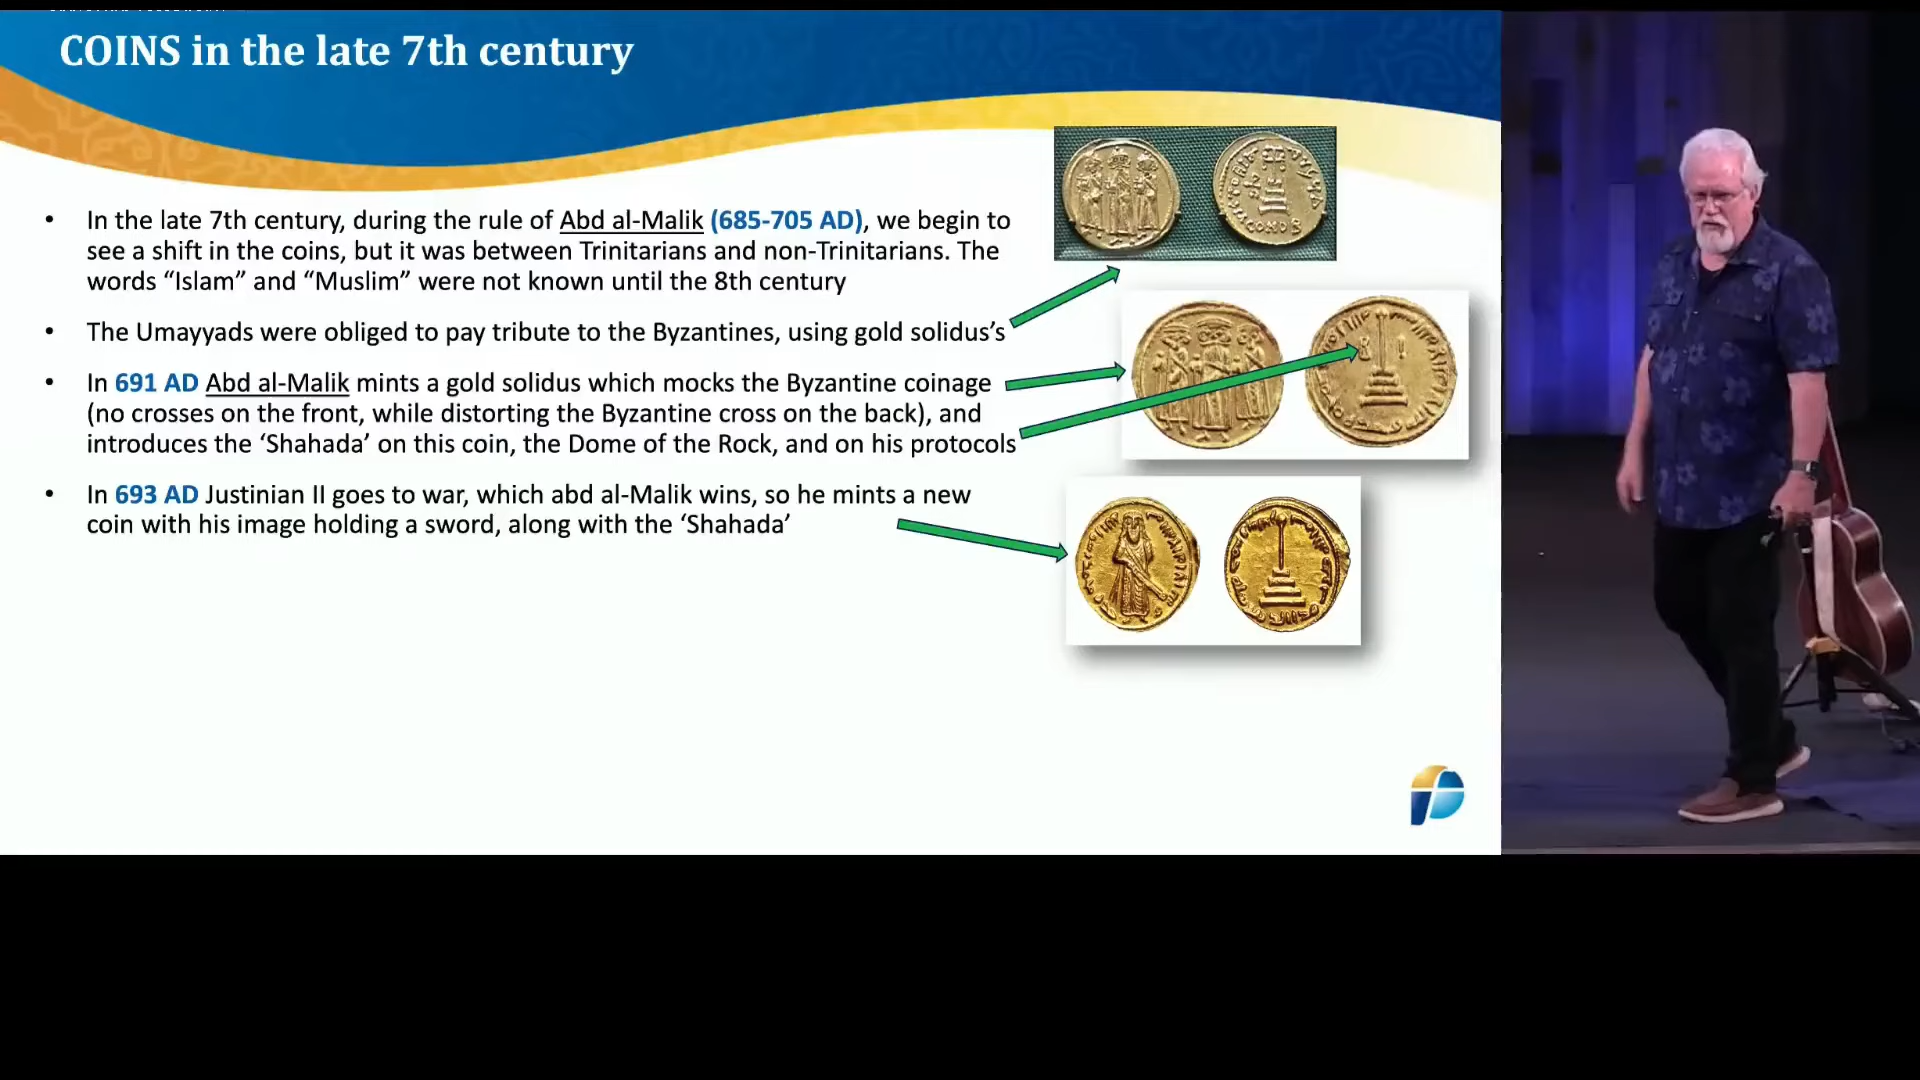 COINS in the late 7th century
• In the late 7th century, during the rule of Abd al-Malik (685-705 AD), we begin to
see a shift in the coins, but it was between Trinitarians and non-Trinitarians. The
words “Islam” and “Muslim” were not known until the 8th century
• The Umayyads were obliged to pay tribute to the Byzantines, using gold solidus’s
• In 691 AD Abd al-Malik mints a gold solidus which mocks the Byzantine coinage
(no crosses on the front, while distorting the Byzantine cross on the back), and
introduces the ‘Shahada’ on this coin, the Dome of the Rock, and on his protocols
• In 693 AD Justinian II goes to war, which abd al-Malik wins, so he mints a new
coin with his image holding a sword, along with the ‘Shahada’